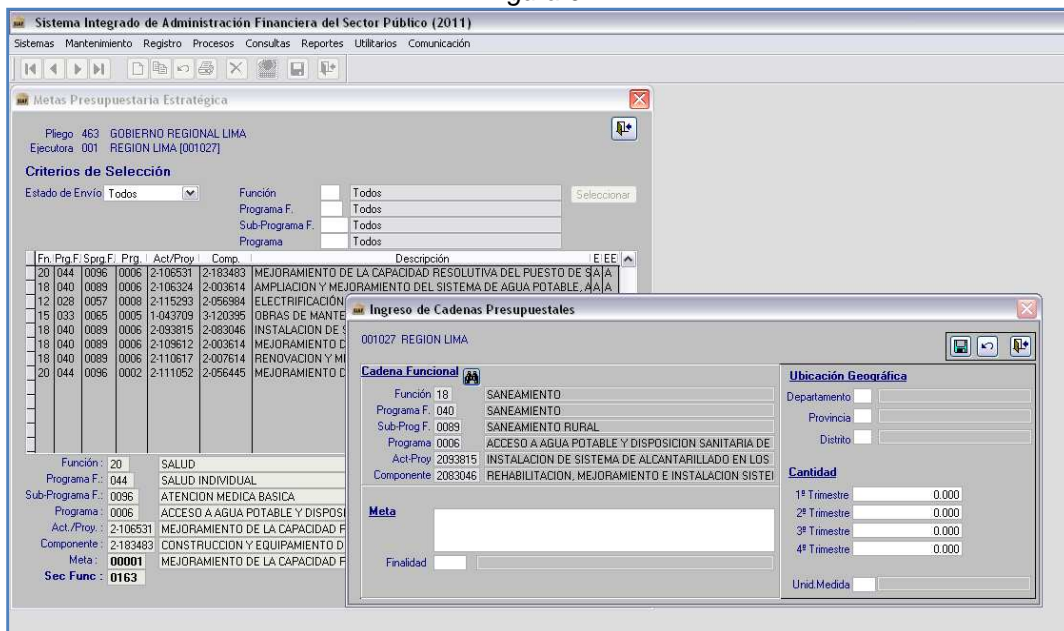 Sistema Integrado de Administración Financiera del Sector Público (2011)
Sistemas Mantenimiento Registro Procesos Consultas Reportes Utilitarios Comunicación
Metas Presupuestaria Estratégica
Pliego 463 GOBIERNO REGIONAL LIMA
Ejecutora 001 REGION LIMA [001027]
Criterios de Selección
Estado de Envío Todos
Función Todos
Seleccionar
Programa F. Todos
Sub-Programa F. Todos
Programa Todos
Fn. Prg.F. Sprg.F. Prg. Act/Proy Comp. Descripción E EE
20 044 0096 0006 2-106531 2-183483 MEJORAMIENTO DE LA CAPACIDAD RESOLUTIVA DEL PUESTO DE S A A
18 040 0089 0006 2-106324 2-003614 AMPLIACION Y MEJORAMIENTO DEL SISTEMA DE AGUA POTABLE, A A A
12 028 0057 0008 2-115293 2-056984 ELECTRIFICACIÓN
15 033 0065 0005 1-043709 3-120395 OBRAS DE MANTE
18 040 0089 0006 2-093815 2-083046 INSTALACION DE S
18 040 0089 0006 2-109612 2-003614 MEJORAMIENTO D
18 040 0089 0006 2-110617 2-007614 RENOVACION Y M
20 044 0096 0002 2-111052 2-056445 MEJORAMIENTO D
Función : 20 SALUD
Programa F.: 044 SALUD INDIVIDUAL
Sub-Programa F.: 0096 ATENCION MEDICA BASICA
Programa : 0006 ACCESO A AGUA POTABLE Y DISPOSI
Act./Proy. : 2-106531 MEJORAMIENTO DE LA CAPACIDAD R
Componente : 2-183483 CONSTRUCCION Y EQUIPAMIENTO D
Meta : 00001 MEJORAMIENTO DE LA CAPACIDAD R
Sec Func : 0163
Ingreso de Cadenas Presupuestales
001027 REGION LIMA
Cadena Funcional
Función 18 SANEAMIENTO
Programa F. 040 SANEAMIENTO
Sub-Prog F. 0089 SANEAMIENTO RURAL
Programa 0006 ACCESO A AGUA POTABLE Y DISPOSICION SANITARIA DE
Act-Proy 2093815 INSTALACION DE SISTEMA DE ALCANTARILLADO EN LOS
Componente 2083046 REHABILITACION, MEJORAMIENTO E INSTALACION SISTEI
Meta
Finalidad
Ubicación Geográfica
Departamento
Provincia
Distrito
Cantidad
1º Trimestre 0.000
2º Trimestre 0.000
3º Trimestre 0.000
4º Trimestre 0.000
Unid.Medida